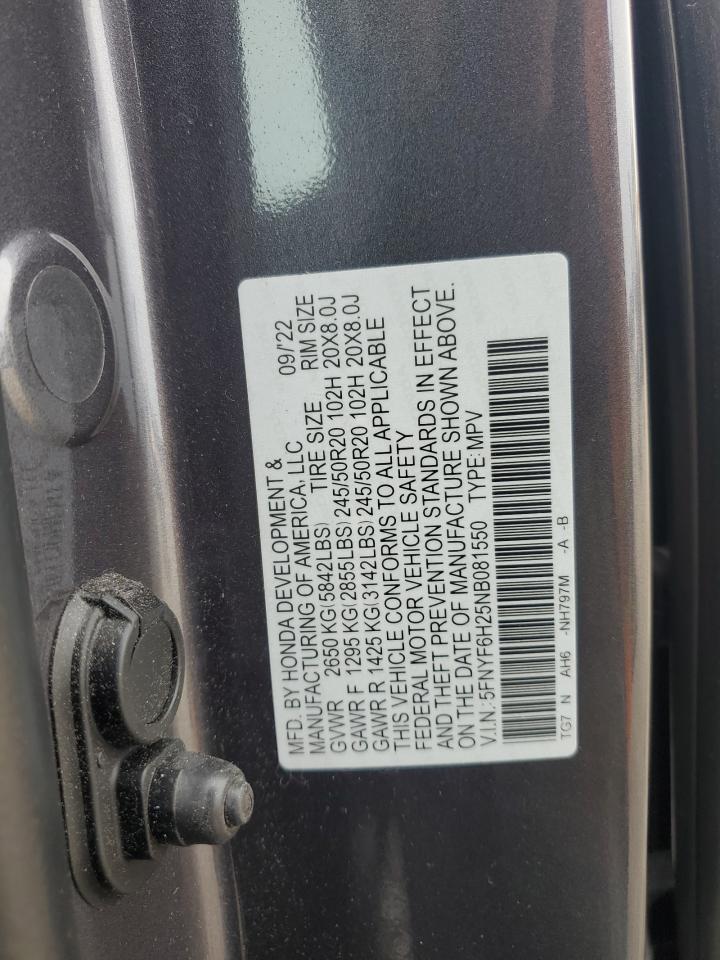 MFD. BY HONDA DEVELOPMENT &
MANUFACTURING OF AMERICA, LLC 09/'22
GVWR 2650 KG(5842LBS) TIRE SIZE RIM SIZE
GAWR F 1295 KG(2855LBS) 245/50R20 102H 20X8.0J
GAWR R 1425 KG(3142LBS) 245/50R20 102H 20X8.0J
THIS VEHICLE CONFORMS TO ALL APPLICABLE
FEDERAL MOTOR VEHICLE SAFETY
AND THEFT PREVENTION STANDARDS IN EFFECT
ON THE DATE OF MANUFACTURE SHOWN ABOVE.
V.I.N.:5FNYF6H25NB081550 TYPE: MPV
TG7 N AH6 -NH797M -A -B